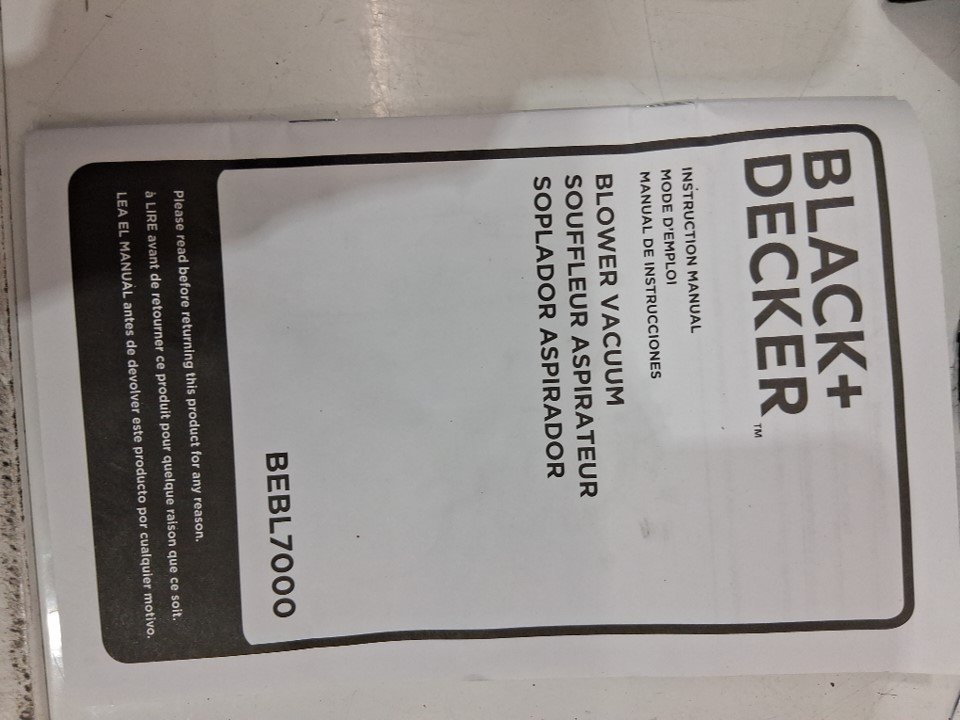 BLACK+
DECKER™
INSTRUCTION MANUAL
MODE D'EMPLOI
MANUAL DE INSTRUCCIONES
BLOWER VACUUM
SOUFFLEUR ASPIRATEUR
SOPLADOR ASPIRADOR
BEBL7000
Please read before returning this product for any reason.
à LIRE avant de retourner ce produit pour quelque raison que ce soit.
LEA EL MANUAL antes de devolver este producto por cualquier motivo.